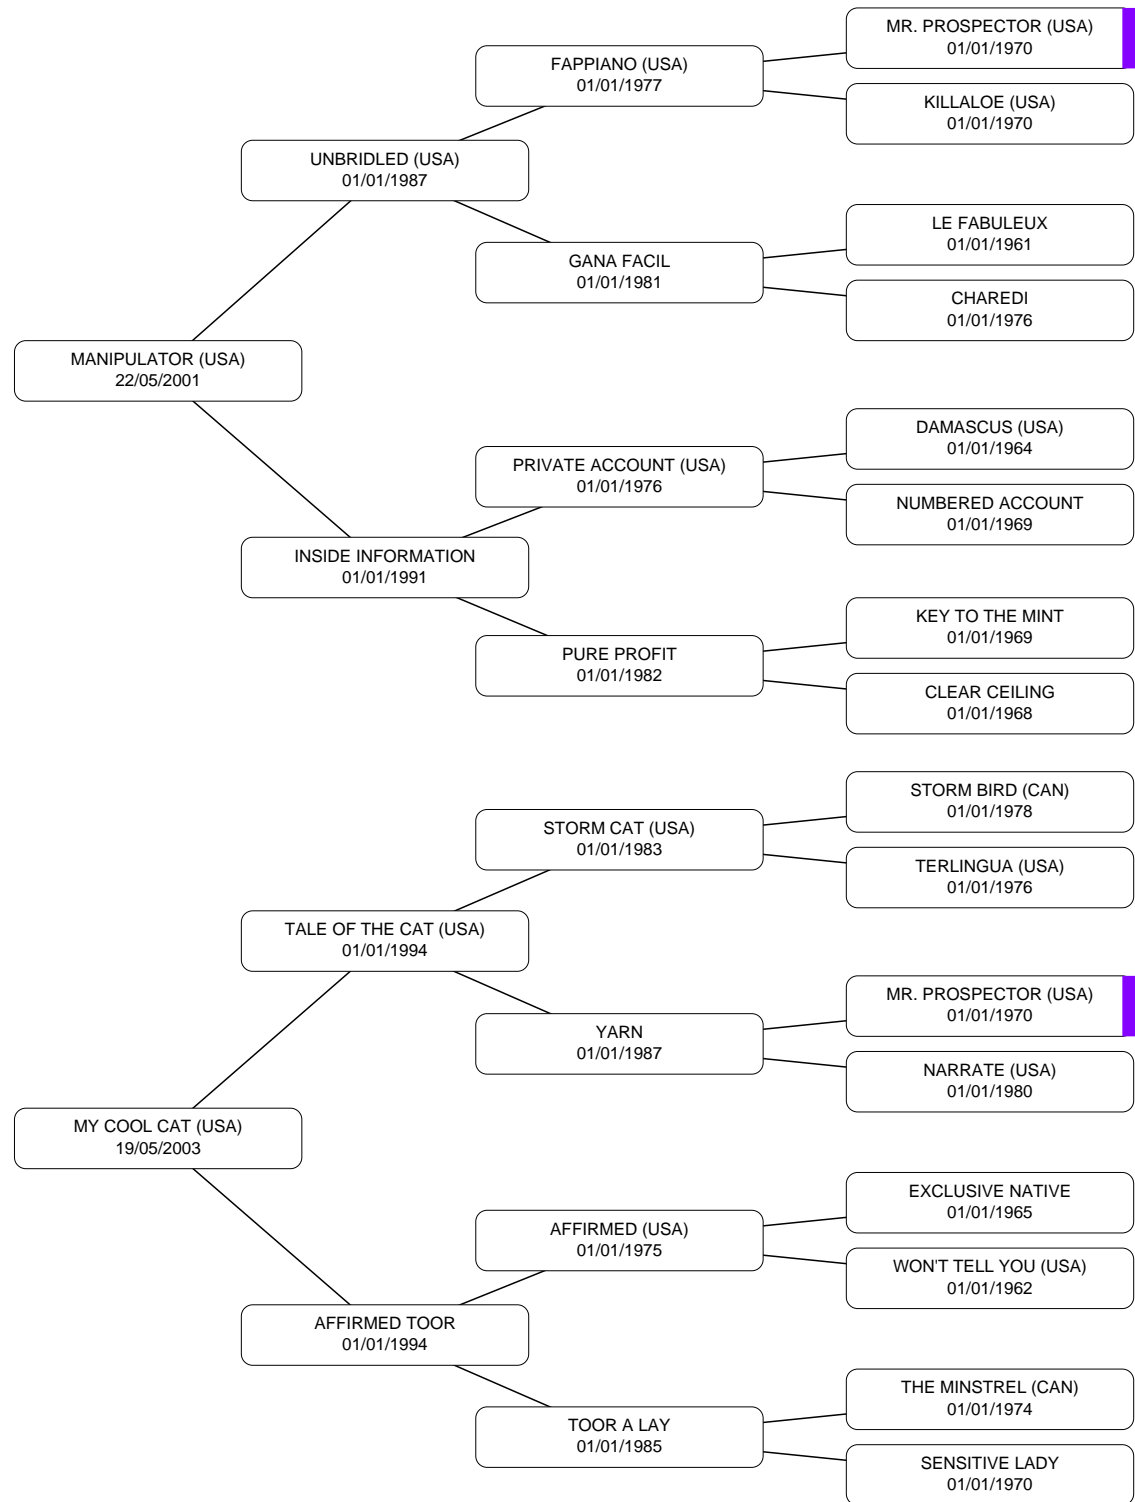 MR. PROSPECTOR (USA)
01/01/1970
FAPPIANO (USA)
01/01/1977
KILLALOE (USA)
01/01/1970
UNBRIDLED (USA)
01/01/1987
LE FABULEUX
01/01/1961
GANA FACIL
01/01/1981
CHAREDI
01/01/1976
MANIPULATOR (USA)
22/05/2001
DAMASCUS (USA)
01/01/1964
PRIVATE ACCOUNT (USA)
01/01/1976
NUMBERED ACCOUNT
01/01/1969
INSIDE INFORMATION
01/01/1991
KEY TO THE MINT
01/01/1969
PURE PROFIT
01/01/1982
CLEAR CEILING
01/01/1968
STORM BIRD (CAN)
01/01/1978
STORM CAT (USA)
01/01/1983
TERLINGUA (USA)
01/01/1976
TALE OF THE CAT (USA)
01/01/1994
MR. PROSPECTOR (USA)
01/01/1970
YARN
01/01/1987
NARRATE (USA)
01/01/1980
MY COOL CAT (USA)
19/05/2003
EXCLUSIVE NATIVE
01/01/1965
AFFIRMED (USA)
01/01/1975
WON'T TELL YOU (USA)
01/01/1962
AFFIRMED TOOR
01/01/1994
THE MINSTREL (CAN)
01/01/1974
TOOR A LAY
01/01/1985
SENSITIVE LADY
01/01/1970